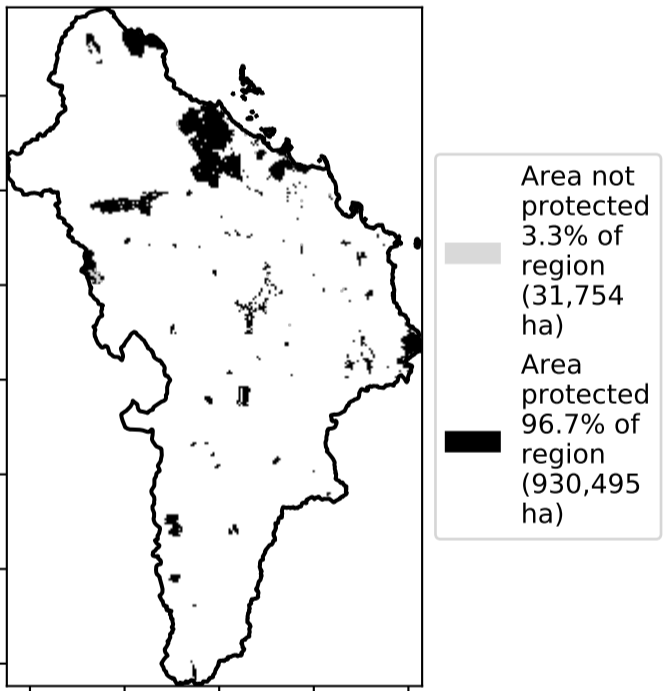 Area not
protected
3.3% of
region
(31,754
ha)
Area
protected
96.7% of
region
(930,495
ha)